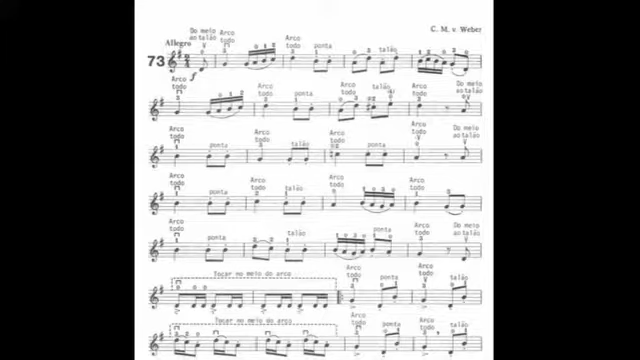 Do meio
ao talão Arco todo Arco todo ponta talão
Allegro C. M. v. Weber
73
f
Arco todo Arco todo ponta Arco todo talão Arco todo Do meio ao talão
ponta Arco todo talão Arco todo ponta Arco todo Do meio ao talão
Arco todo ponta Arco todo talão Arco todo Arco todo
Arco todo ponta Arco todo talão ponta Arco todo Do meio ao talão
Tocar no meio do arco Arco todo ponta Arco todo talão
Tocar no meio do arco Arco todo ponta Arco todo talão